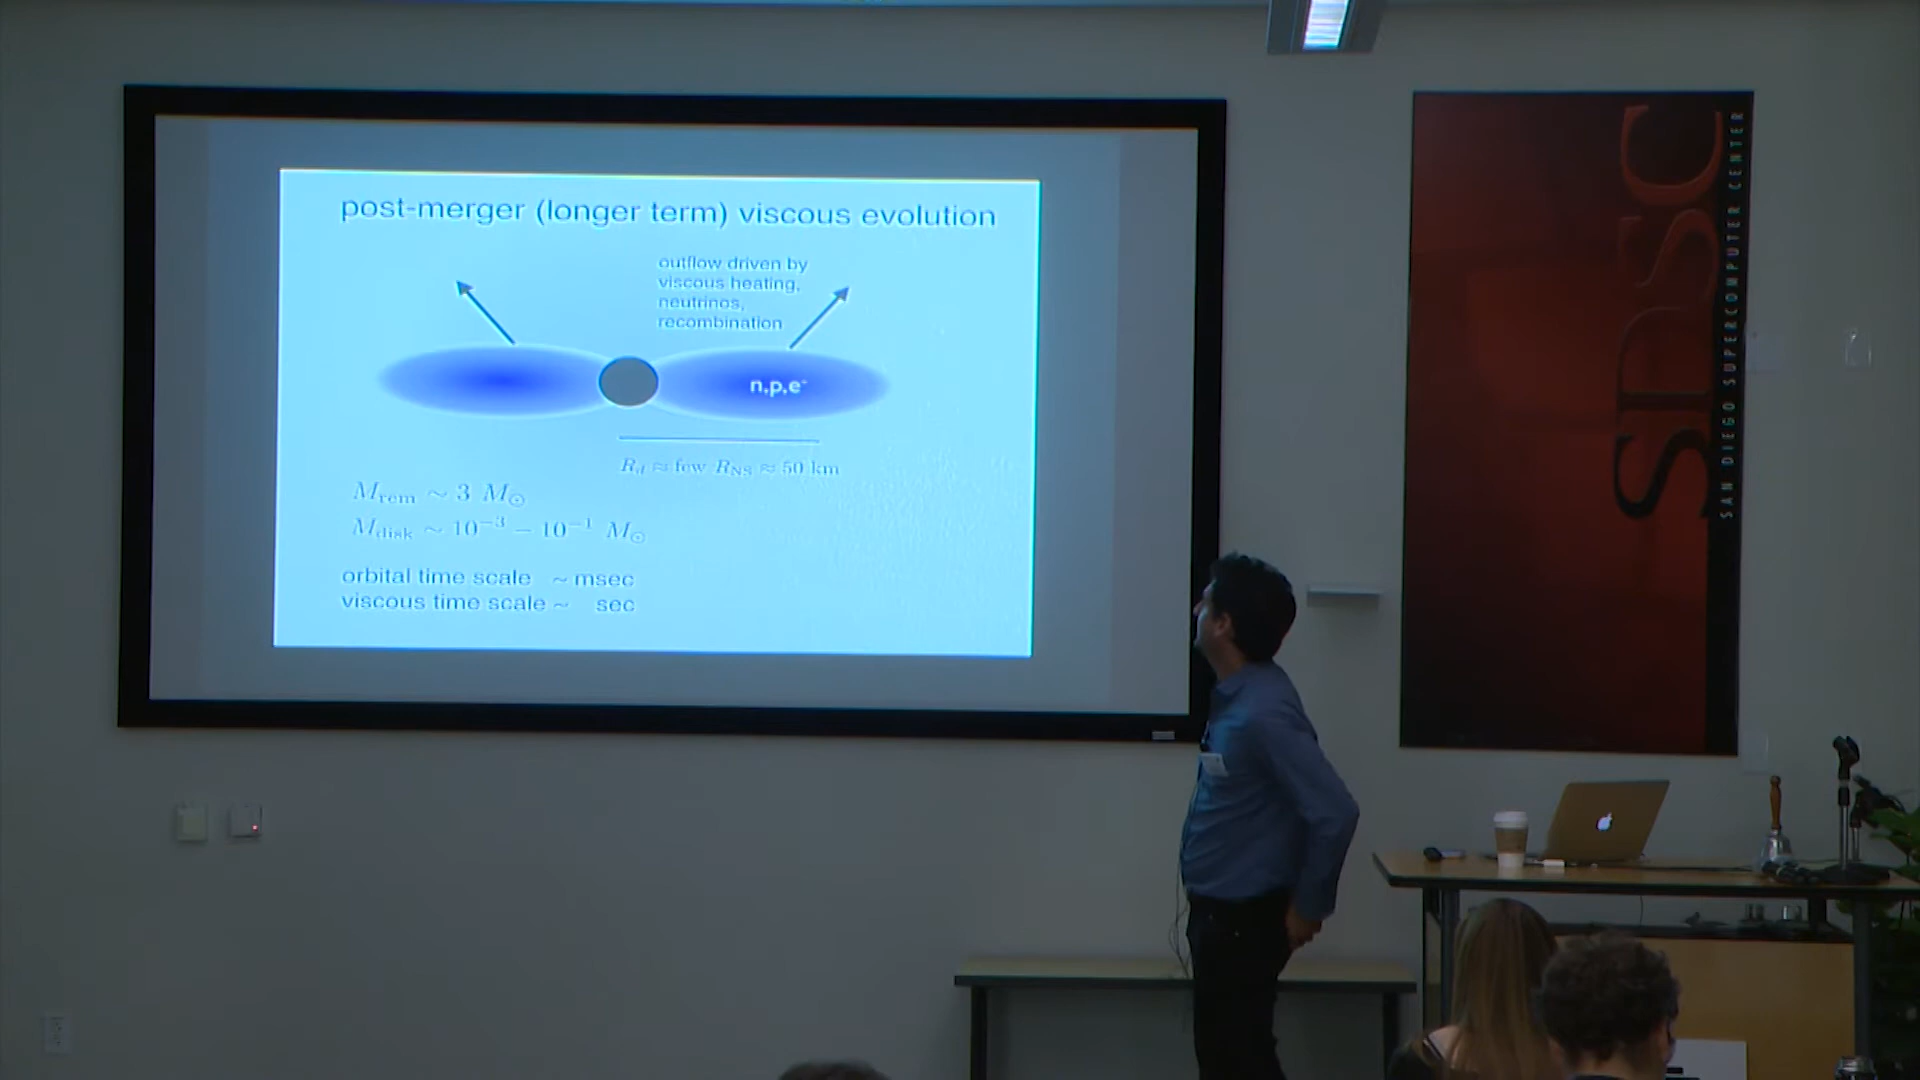 post-merger (longer term) viscous evolution
outflow driven by
viscous heating,
neutrinos,
recombination
n,p,e⁻
R_d ≈ few R_NS ≈ 50 km
M_rem ∼ 3 M_⊙
M_disk ∼ 10⁻³ − 10⁻¹ M_⊙
orbital time scale ~ msec
viscous time scale ~ sec
SDSC
SAN DIEGO SUPERCOMPUTER CENTER